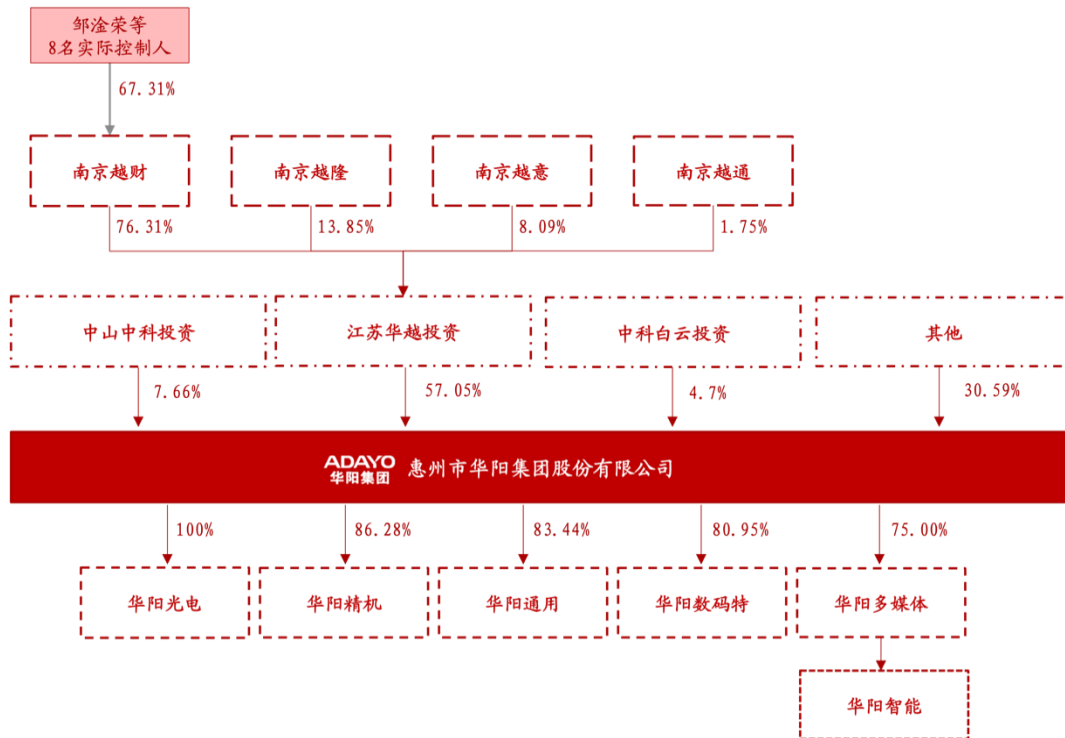 邹淦荣等
8名实际控制人
67.31%
南京越财
南京越隆
南京越意
南京越通
76.31%
13.85%
8.09%
1.75%
中山中科投资
江苏华越投资
中科白云投资
其他
7.66%
57.05%
4.7%
30.59%
ADAYO
华阳集团
惠州市华阳集团股份有限公司
100%
86.28%
83.44%
80.95%
75.00%
华阳光电
华阳精机
华阳通用
华阳数码特
华阳多媒体
华阳智能